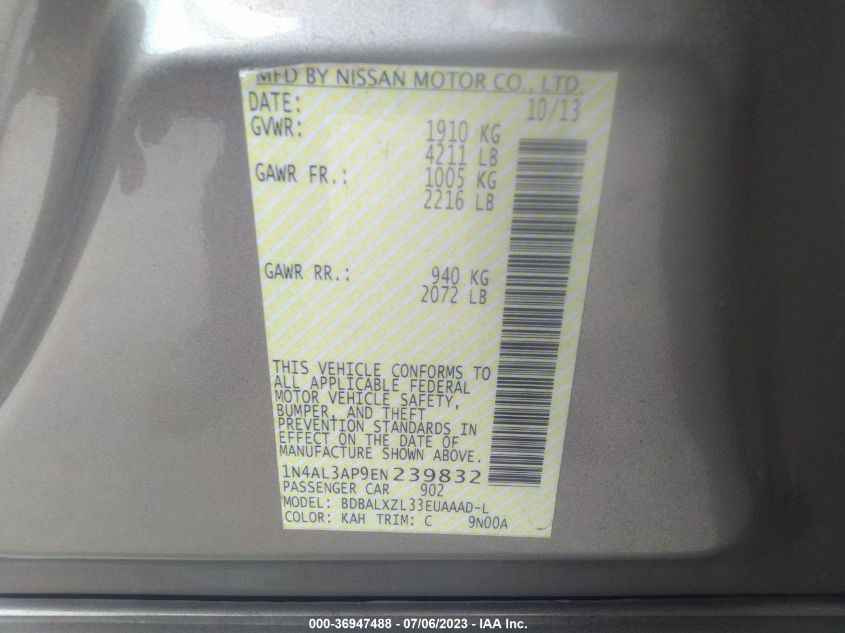 MFD BY NISSAN MOTOR CO., LTD.
DATE: 10/13
GVWR: 1910 KG
4211 LB
GAWR FR.: 1005 KG
2216 LB
GAWR RR.: 940 KG
2072 LB
THIS VEHICLE CONFORMS TO
ALL APPLICABLE FEDERAL
MOTOR VEHICLE SAFETY,
BUMPER, AND THEFT
PREVENTION STANDARDS IN
EFFECT ON THE DATE OF
MANUFACTURE SHOWN ABOVE.
1N4AL3AP9EN239832
PASSENGER CAR 902
MODEL: BDBALXZL33EUAAAD-L
COLOR: KAH TRIM: C 9N00A
000-36947488 - 07/06/2023 - IAA Inc.